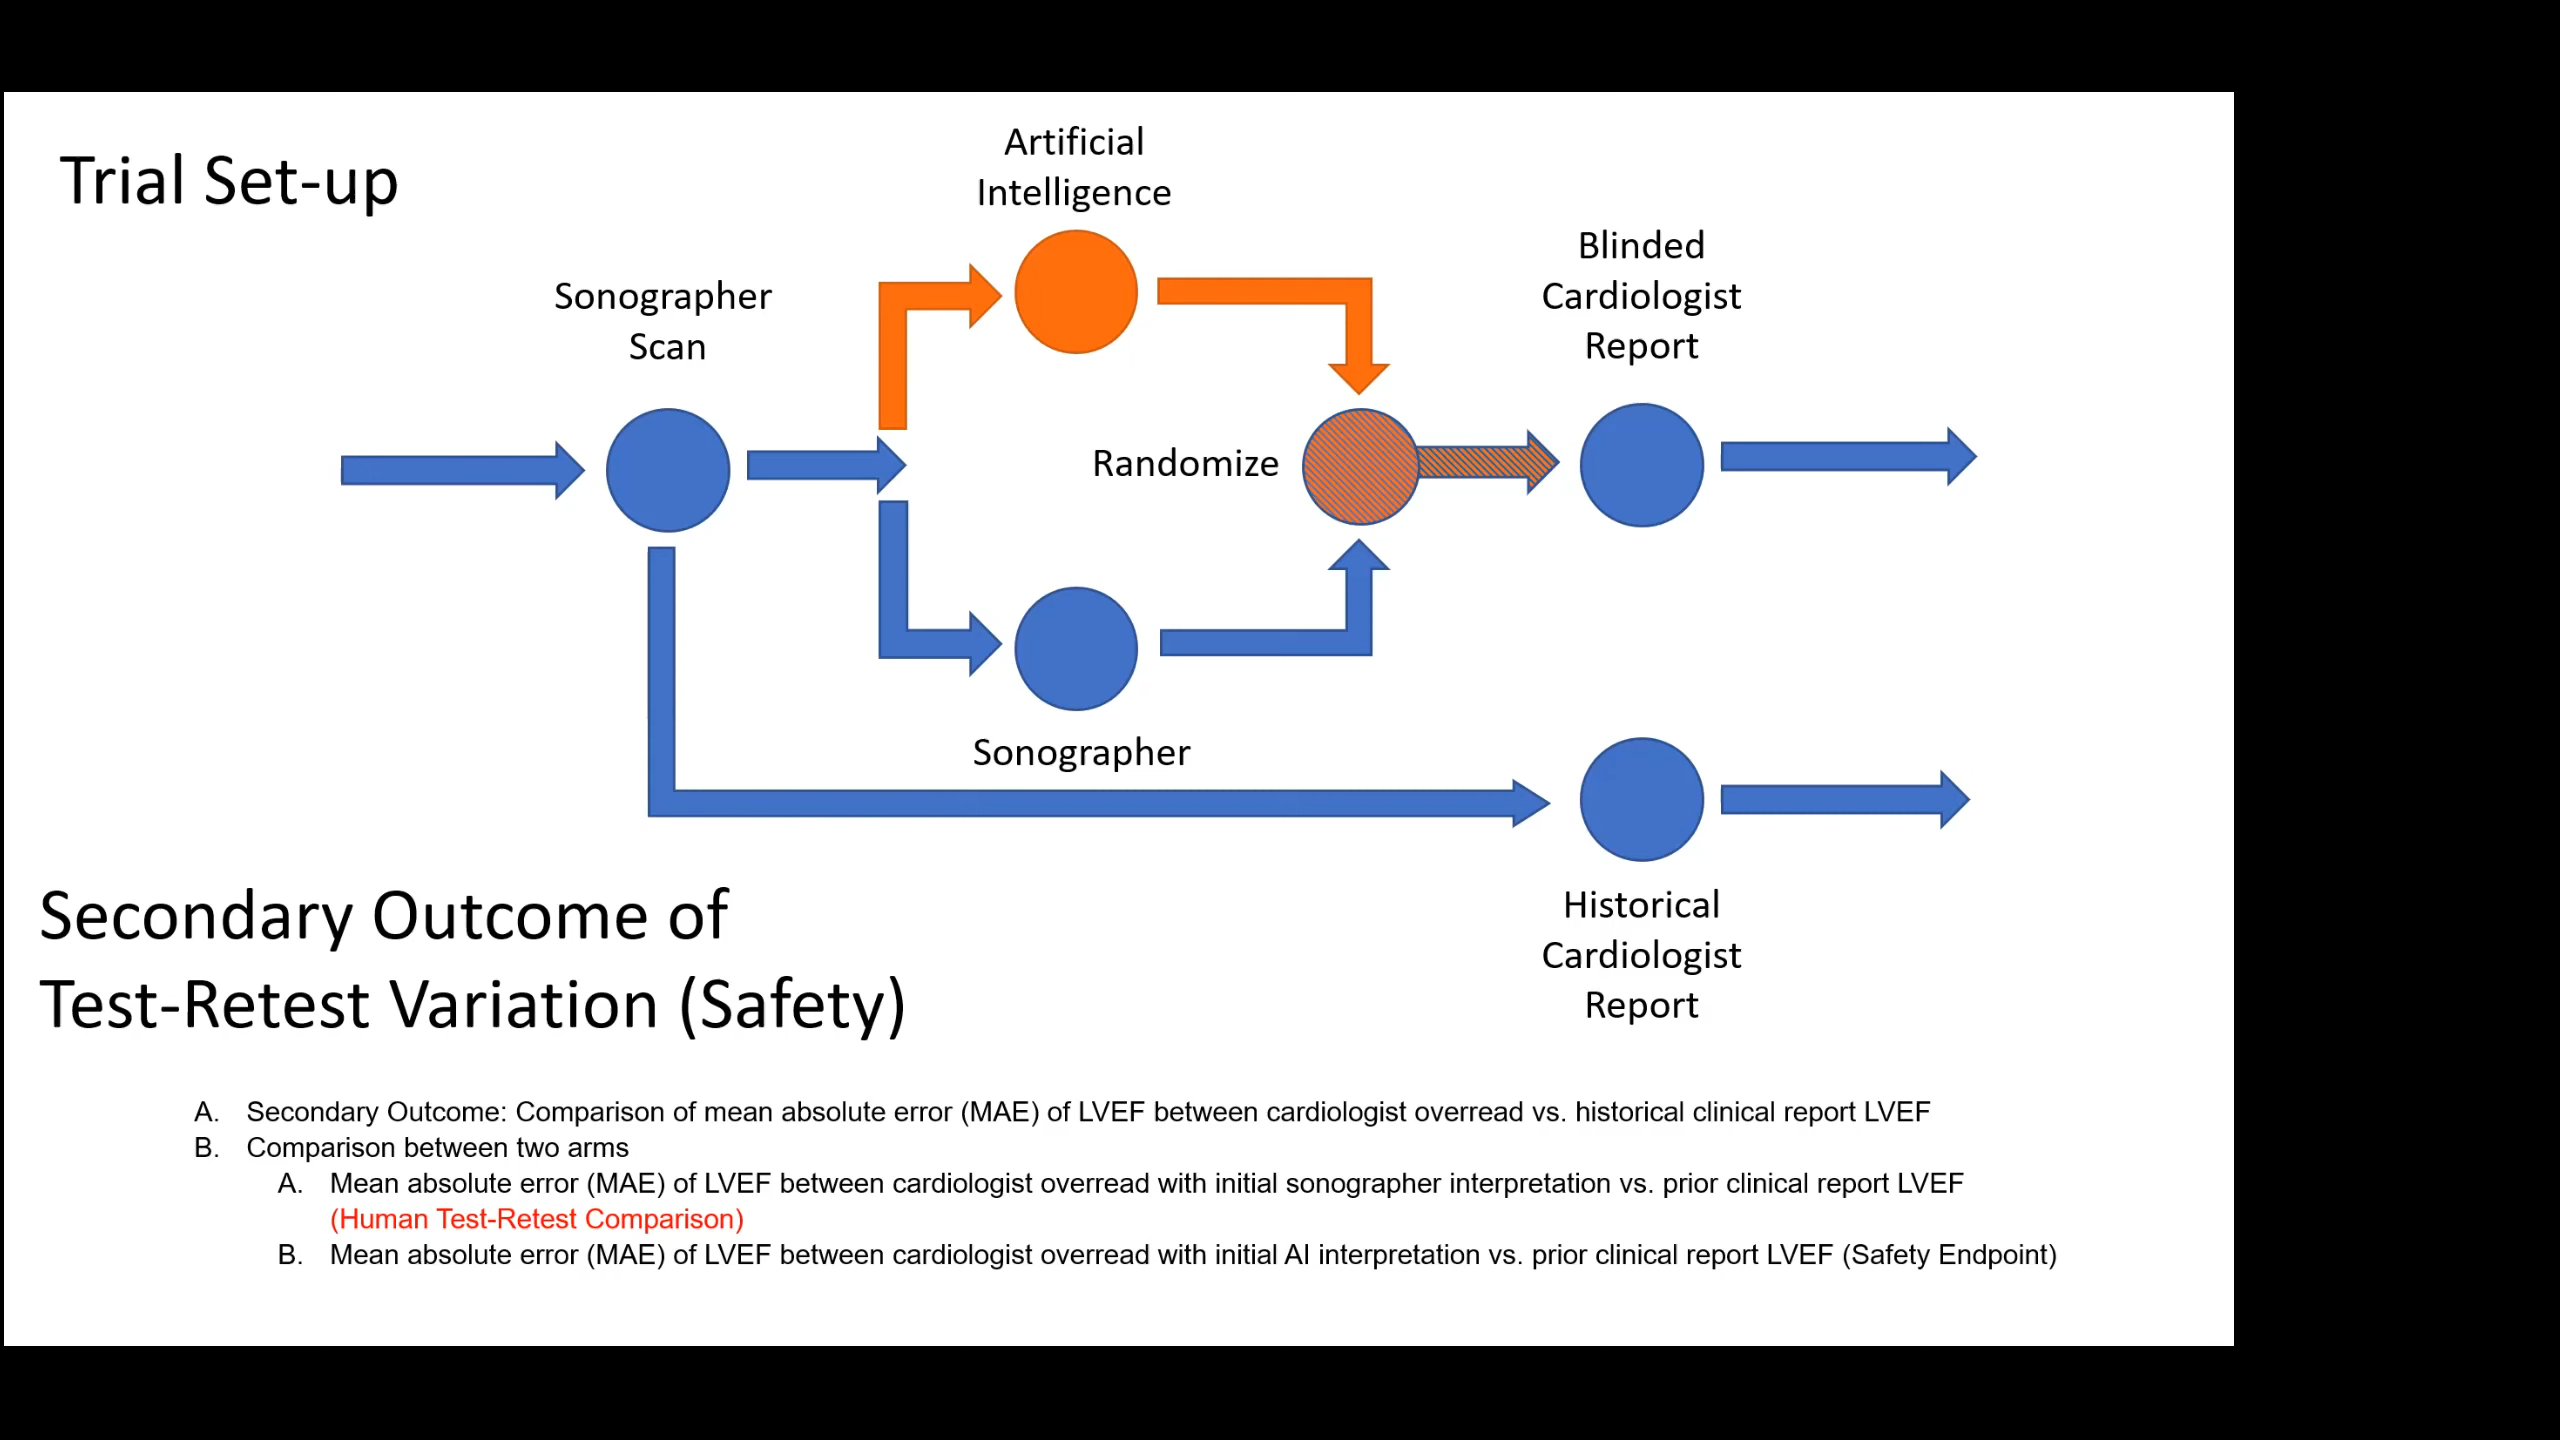 Trial Set-up
Artificial
Intelligence
Sonographer
Scan
Blinded
Cardiologist
Report
Randomize
Sonographer
Historical
Cardiologist
Report
Secondary Outcome of
Test-Retest Variation (Safety)
A. Secondary Outcome: Comparison of mean absolute error (MAE) of LVEF between cardiologist overread vs. historical clinical report LVEF
B. Comparison between two arms
A. Mean absolute error (MAE) of LVEF between cardiologist overread with initial sonographer interpretation vs. prior clinical report LVEF
(Human Test-Retest Comparison)
B. Mean absolute error (MAE) of LVEF between cardiologist overread with initial AI interpretation vs. prior clinical report LVEF (Safety Endpoint)